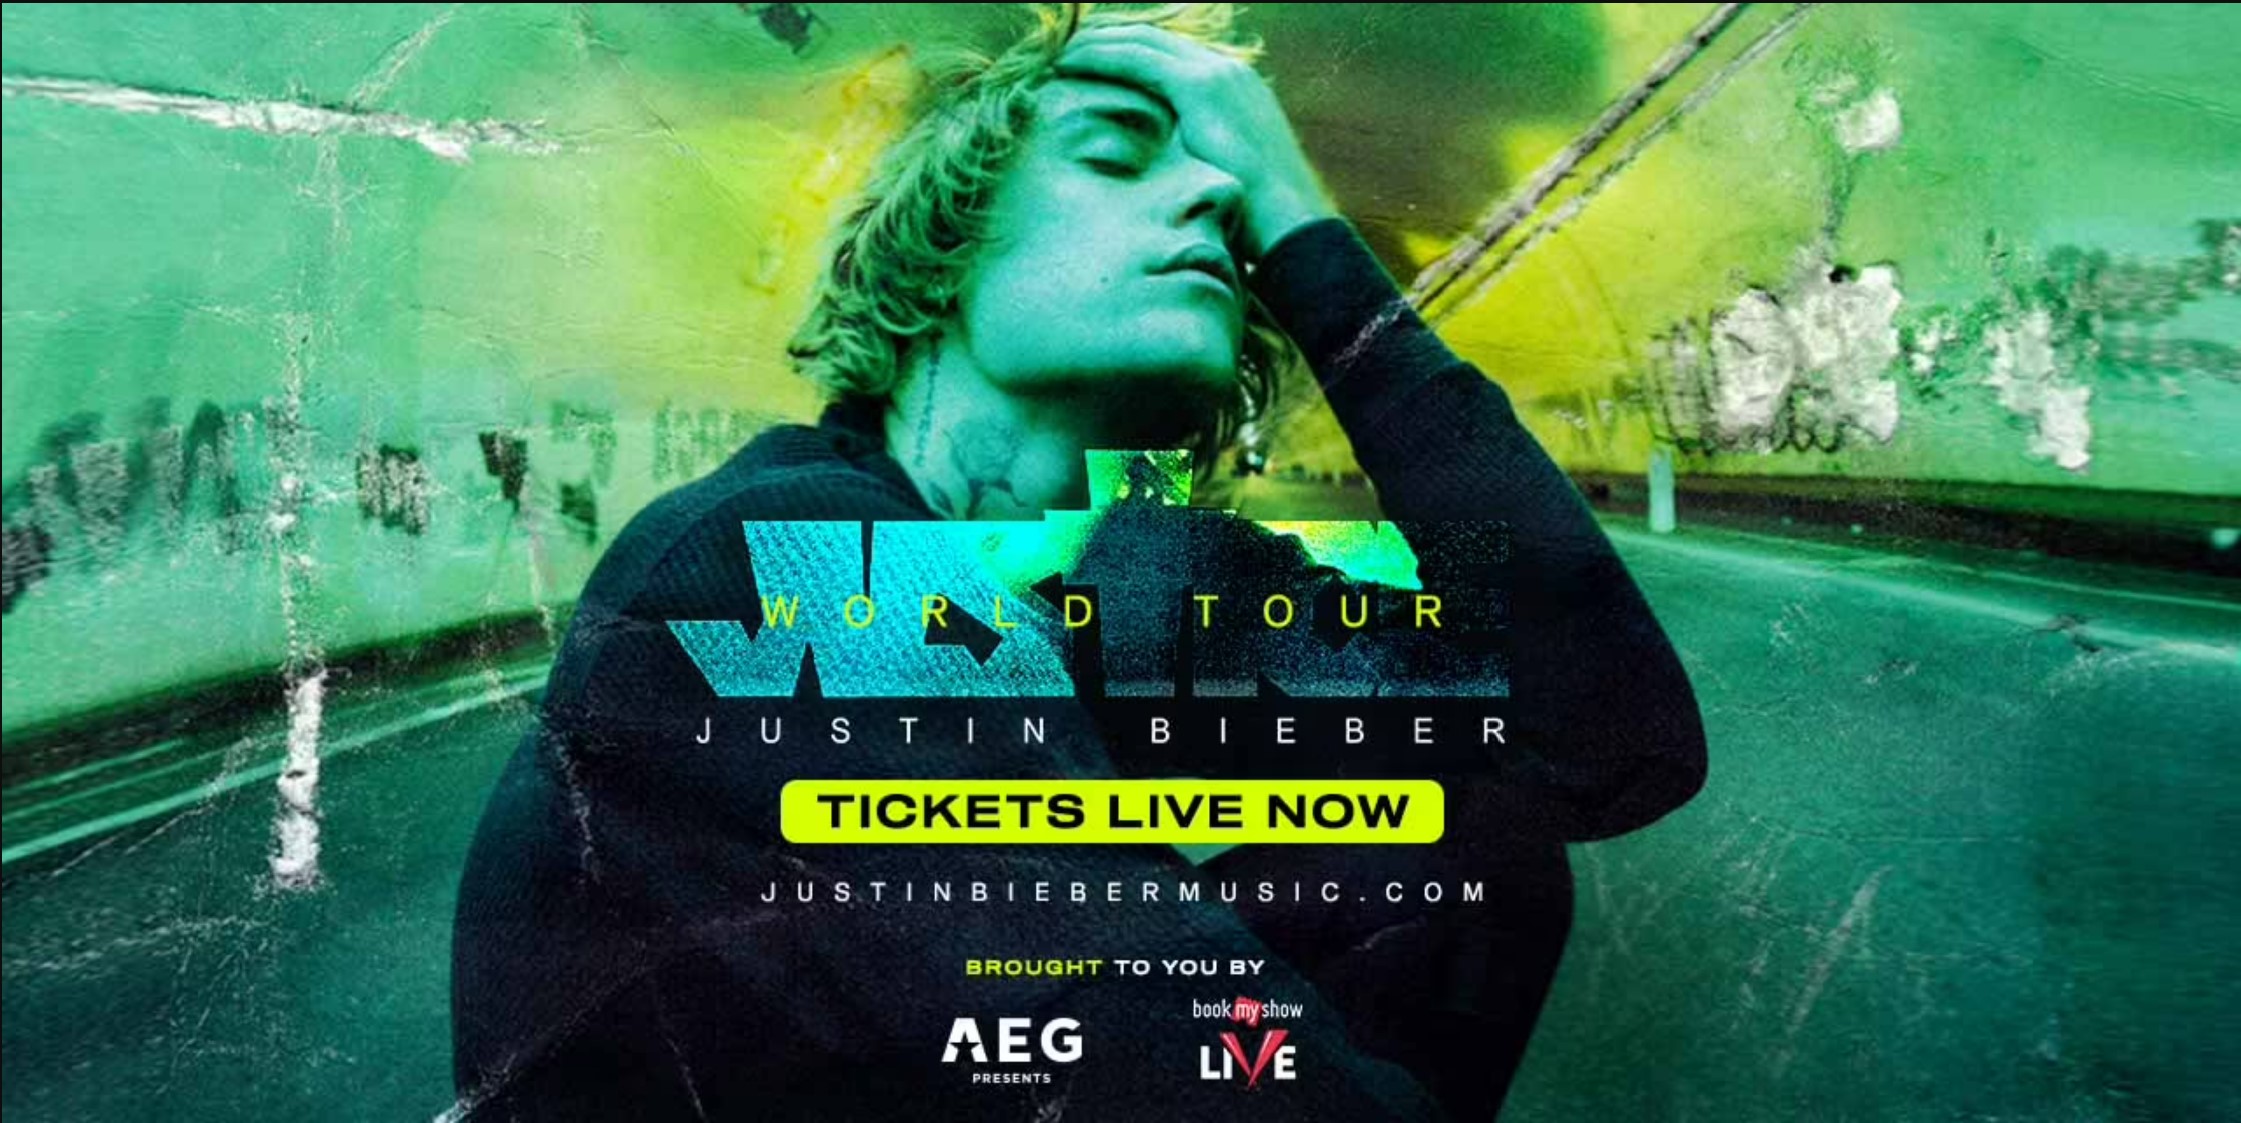 JUSTICE
WORLD TOUR
JUSTIN BIEBER
TICKETS LIVE NOW
JUSTINBIEBERMUSIC.COM
BROUGHT TO YOU BY
AEG
PRESENTS
book my show
LIVE